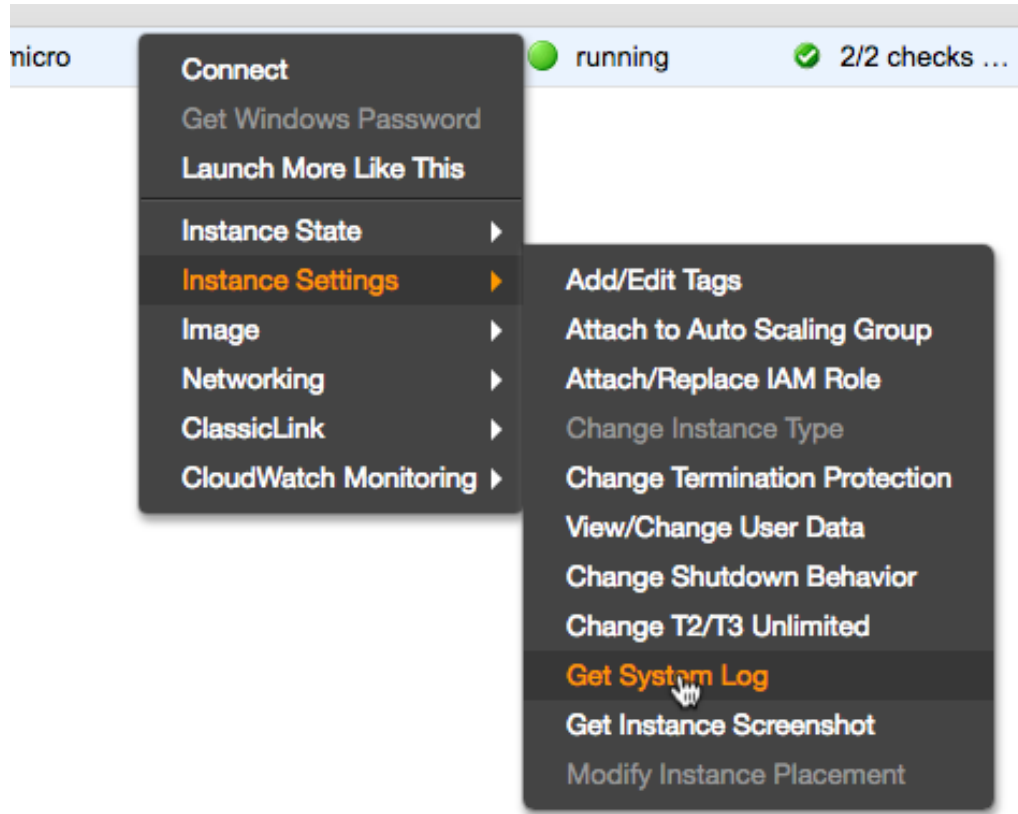 micro
running
2/2 checks ...
Connect
Get Windows Password
Launch More Like This
Instance State
Instance Settings
Image
Networking
ClassicLink
CloudWatch Monitoring
Add/Edit Tags
Attach to Auto Scaling Group
Attach/Replace IAM Role
Change Instance Type
Change Termination Protection
View/Change User Data
Change Shutdown Behavior
Change T2/T3 Unlimited
Get System Log
Get Instance Screenshot
Modify Instance Placement